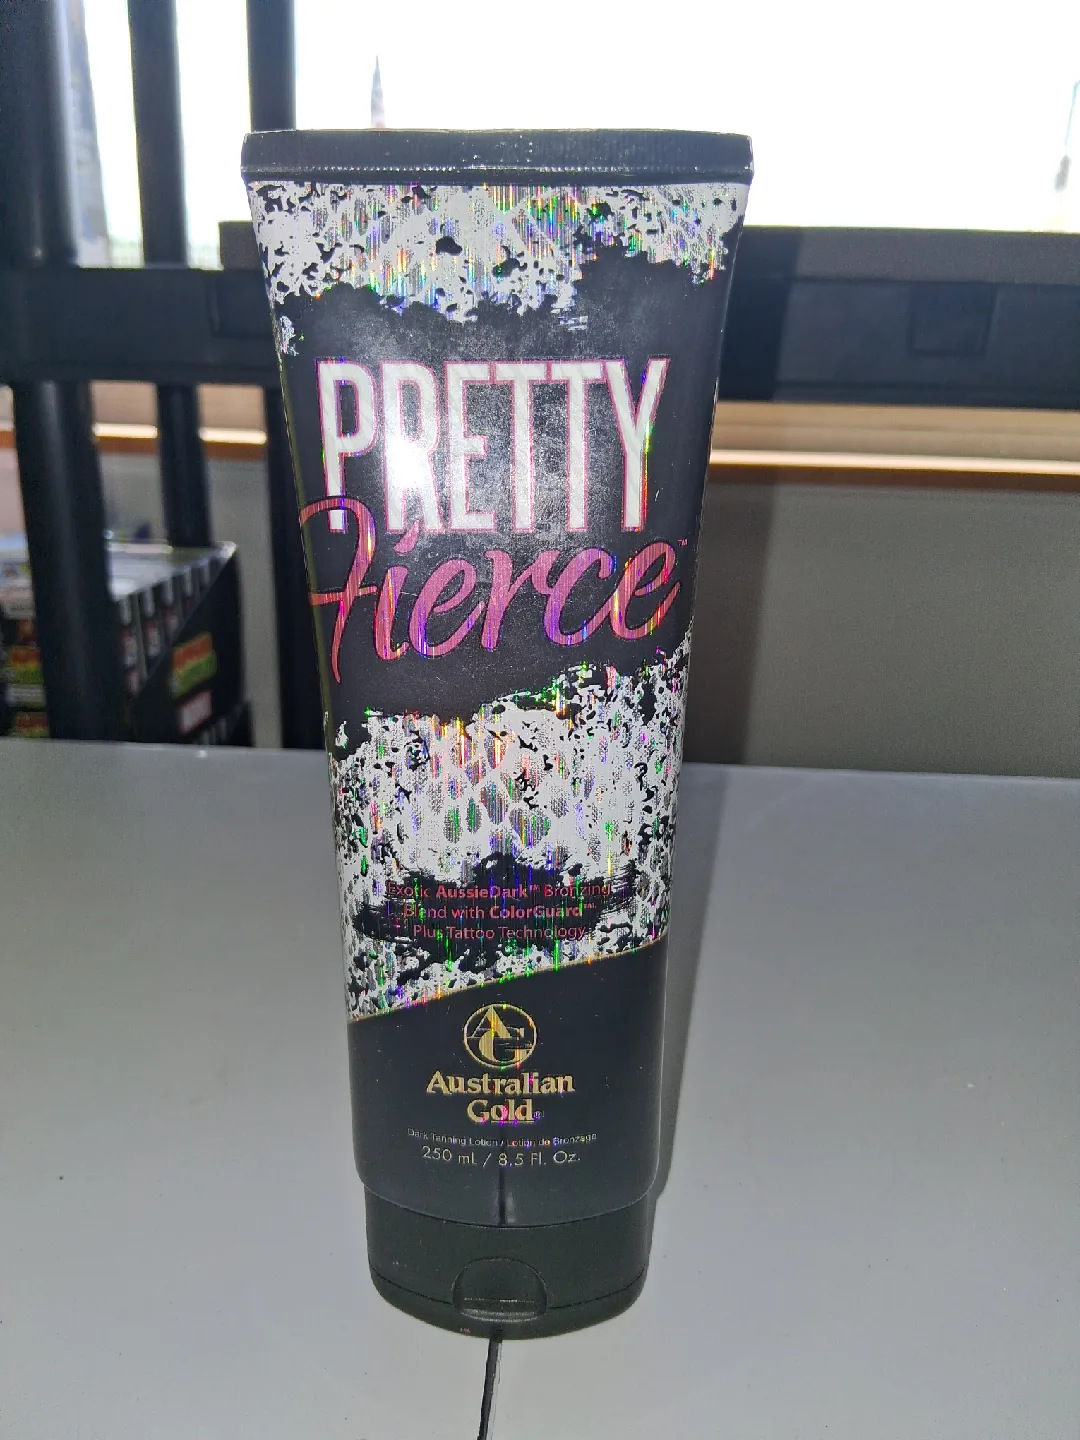 PRETTY
Fierce™
Exotic AussieDark™ Bronzing
Blend with ColorGuard™
Plus Tattoo Technology
AG
Australian
Gold®
Dark Tanning Lotion / Lotion de Bronzage
250 mL / 8.5 Fl. Oz.